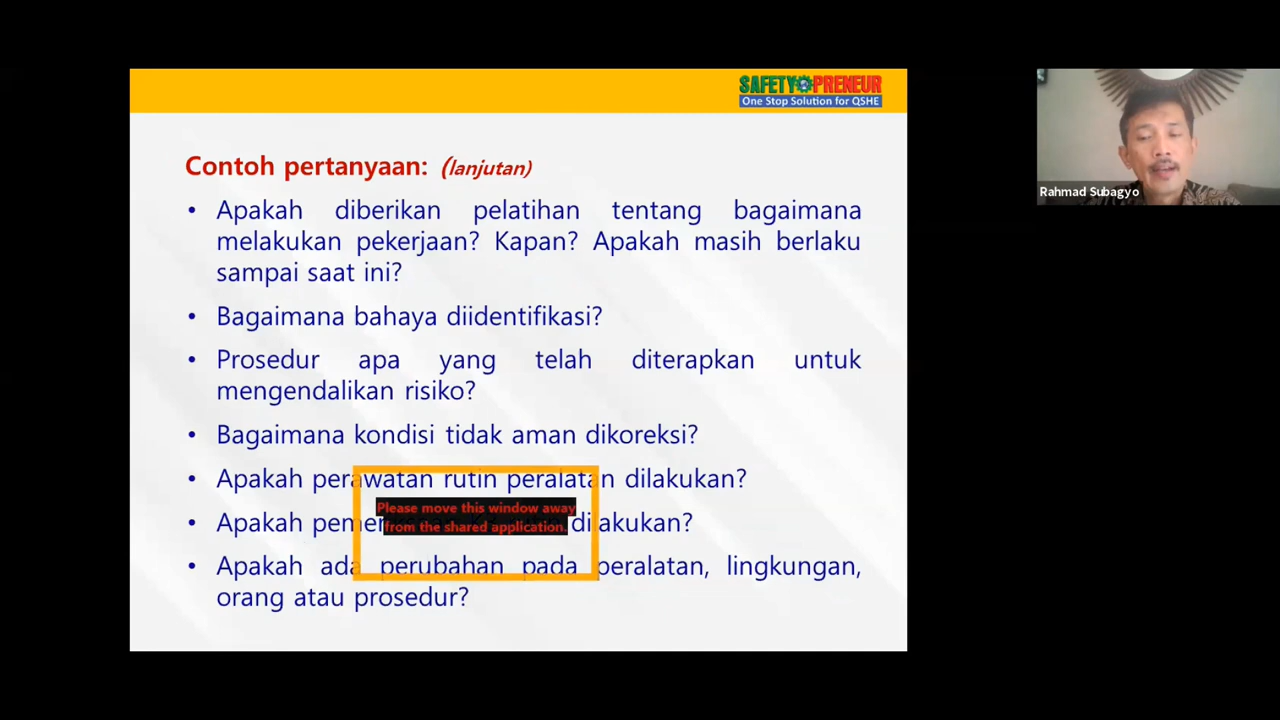 SAFETY PRENEUR
One Stop Solution for QSHE
Contoh pertanyaan: (lanjutan)
• Apakah diberikan pelatihan tentang bagaimana
melakukan pekerjaan? Kapan? Apakah masih berlaku
sampai saat ini?
• Bagaimana bahaya diidentifikasi?
• Prosedur apa yang telah diterapkan untuk
mengendalikan risiko?
• Bagaimana kondisi tidak aman dikoreksi?
• Apakah perawatan rutin peralatan dilakukan?
Please move this window away
from the shared application.
• Apakah dilakukan?
• Apakah ada perubahan pada peralatan, lingkungan,
orang atau prosedur?
Rahmad Subagyo